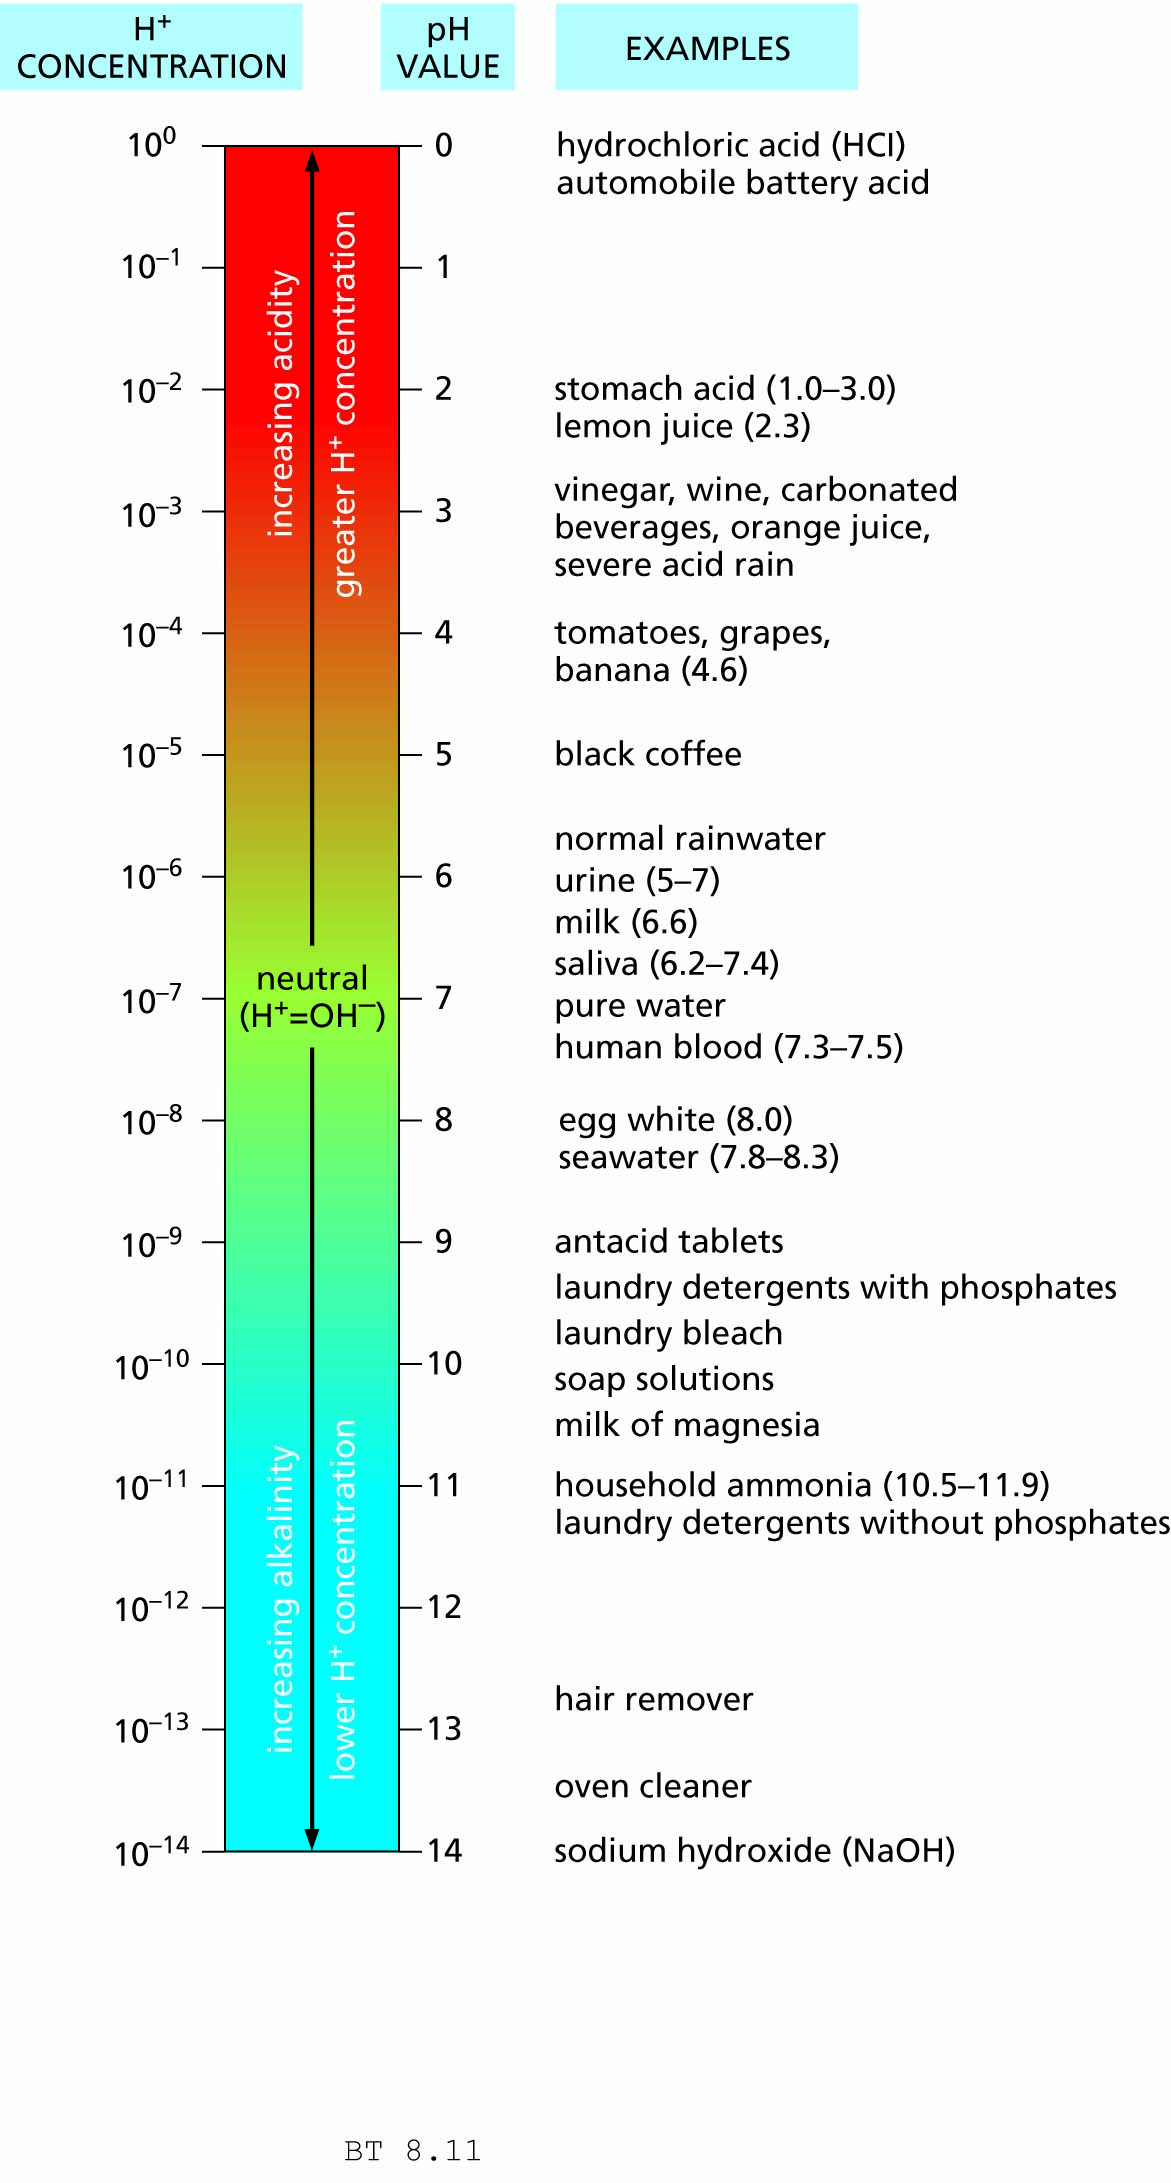 H⁺
CONCENTRATION
pH
VALUE
EXAMPLES
10⁰
0
hydrochloric acid (HCl)
automobile battery acid
10⁻¹
1
10⁻²
2
stomach acid (1.0–3.0)
lemon juice (2.3)
10⁻³
3
vinegar, wine, carbonated
beverages, orange juice,
severe acid rain
10⁻⁴
4
tomatoes, grapes,
banana (4.6)
10⁻⁵
5
black coffee
normal rainwater
10⁻⁶
6
urine (5–7)
milk (6.6)
saliva (6.2–7.4)
10⁻⁷
7
pure water
human blood (7.3–7.5)
10⁻⁸
8
egg white (8.0)
seawater (7.8–8.3)
10⁻⁹
9
antacid tablets
laundry detergents with phosphates
laundry bleach
10⁻¹⁰
10
soap solutions
milk of magnesia
10⁻¹¹
11
household ammonia (10.5–11.9)
laundry detergents without phosphates
10⁻¹²
12
hair remover
10⁻¹³
13
oven cleaner
10⁻¹⁴
14
sodium hydroxide (NaOH)
increasing acidity
greater H⁺ concentration
neutral
(H⁺=OH⁻)
increasing alkalinity
lower H⁺ concentration
BT 8.11